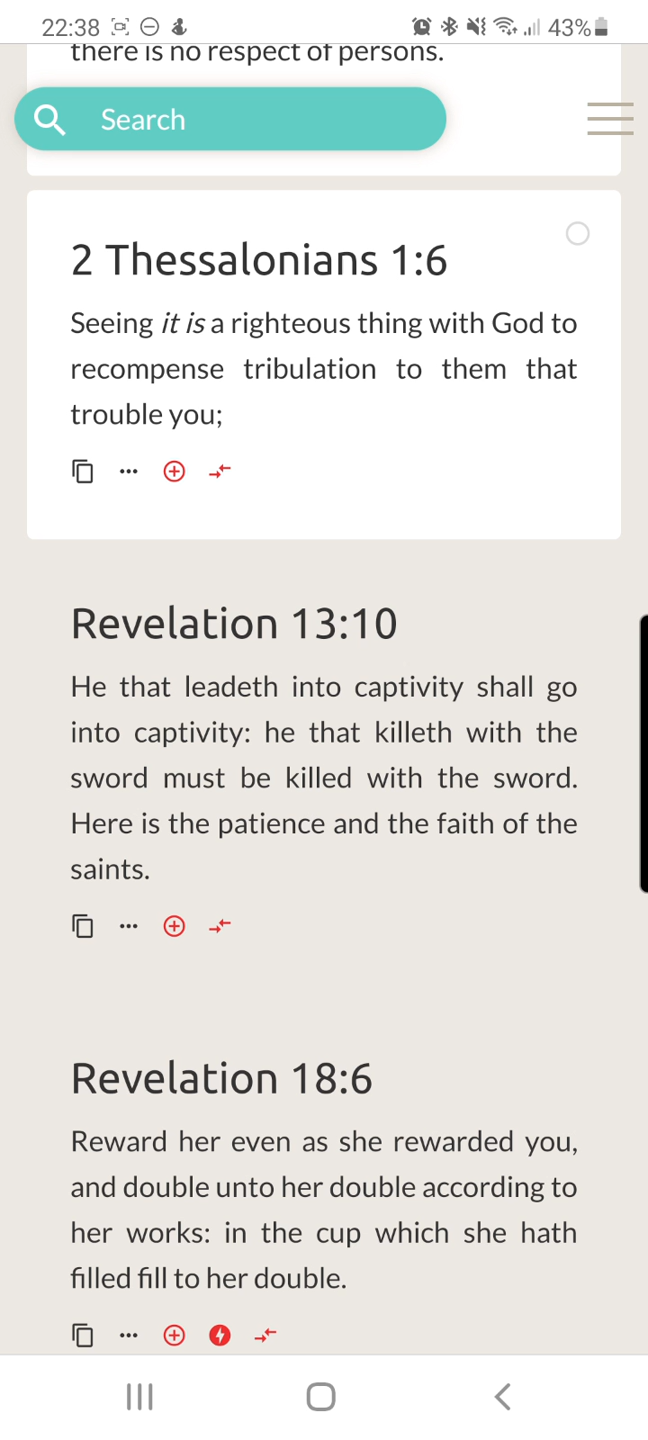 22:38 43%
there is no respect of persons.
Search
2 Thessalonians 1:6
Seeing it is a righteous thing with God to
recompense tribulation to them that
trouble you;
Revelation 13:10
He that leadeth into captivity shall go
into captivity: he that killeth with the
sword must be killed with the sword.
Here is the patience and the faith of the
saints.
Revelation 18:6
Reward her even as she rewarded you,
and double unto her double according to
her works: in the cup which she hath
filled fill to her double.